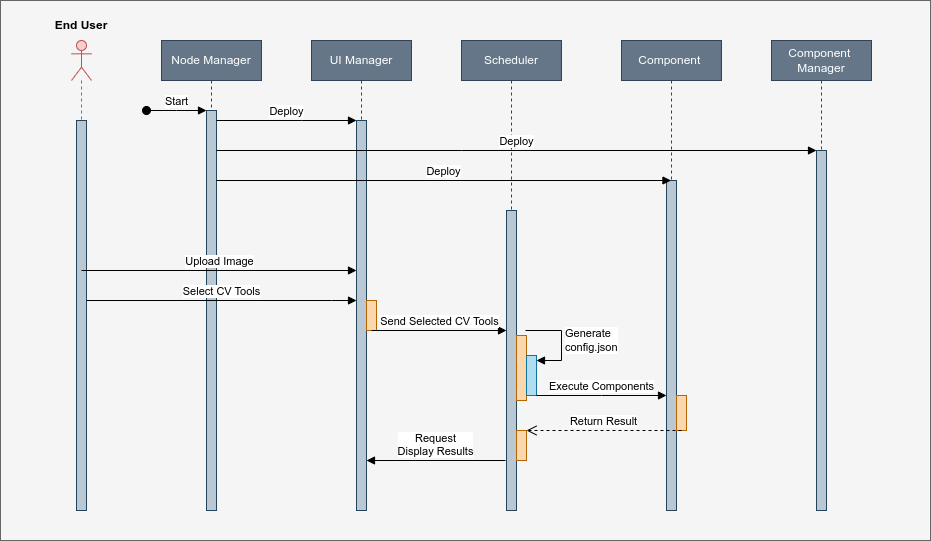 End User
Node Manager
UI Manager
Scheduler
Component
Component
Manager
Start
Deploy
Deploy
Deploy
Upload Image
Select CV Tools
Send Selected CV Tools
Generate
config.json
Execute Components
Return Result
Request
Display Results